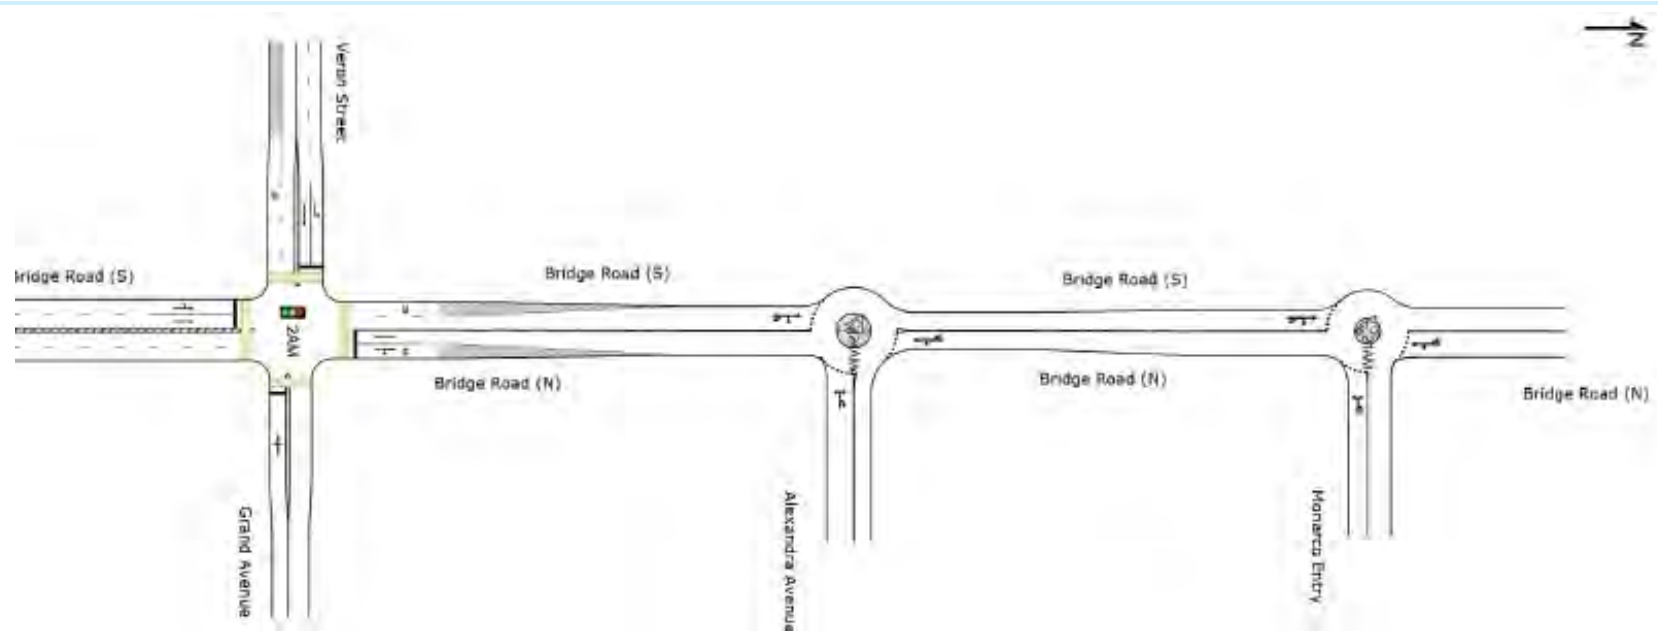 N
Veron Street
Bridge Road (S)
Bridge Road (S)
Bridge Road (S)
2AM
Bridge Road (N)
Bridge Road (N)
Bridge Road (N)
Grand Avenue
Alexandra Avenue
Monarco Entry